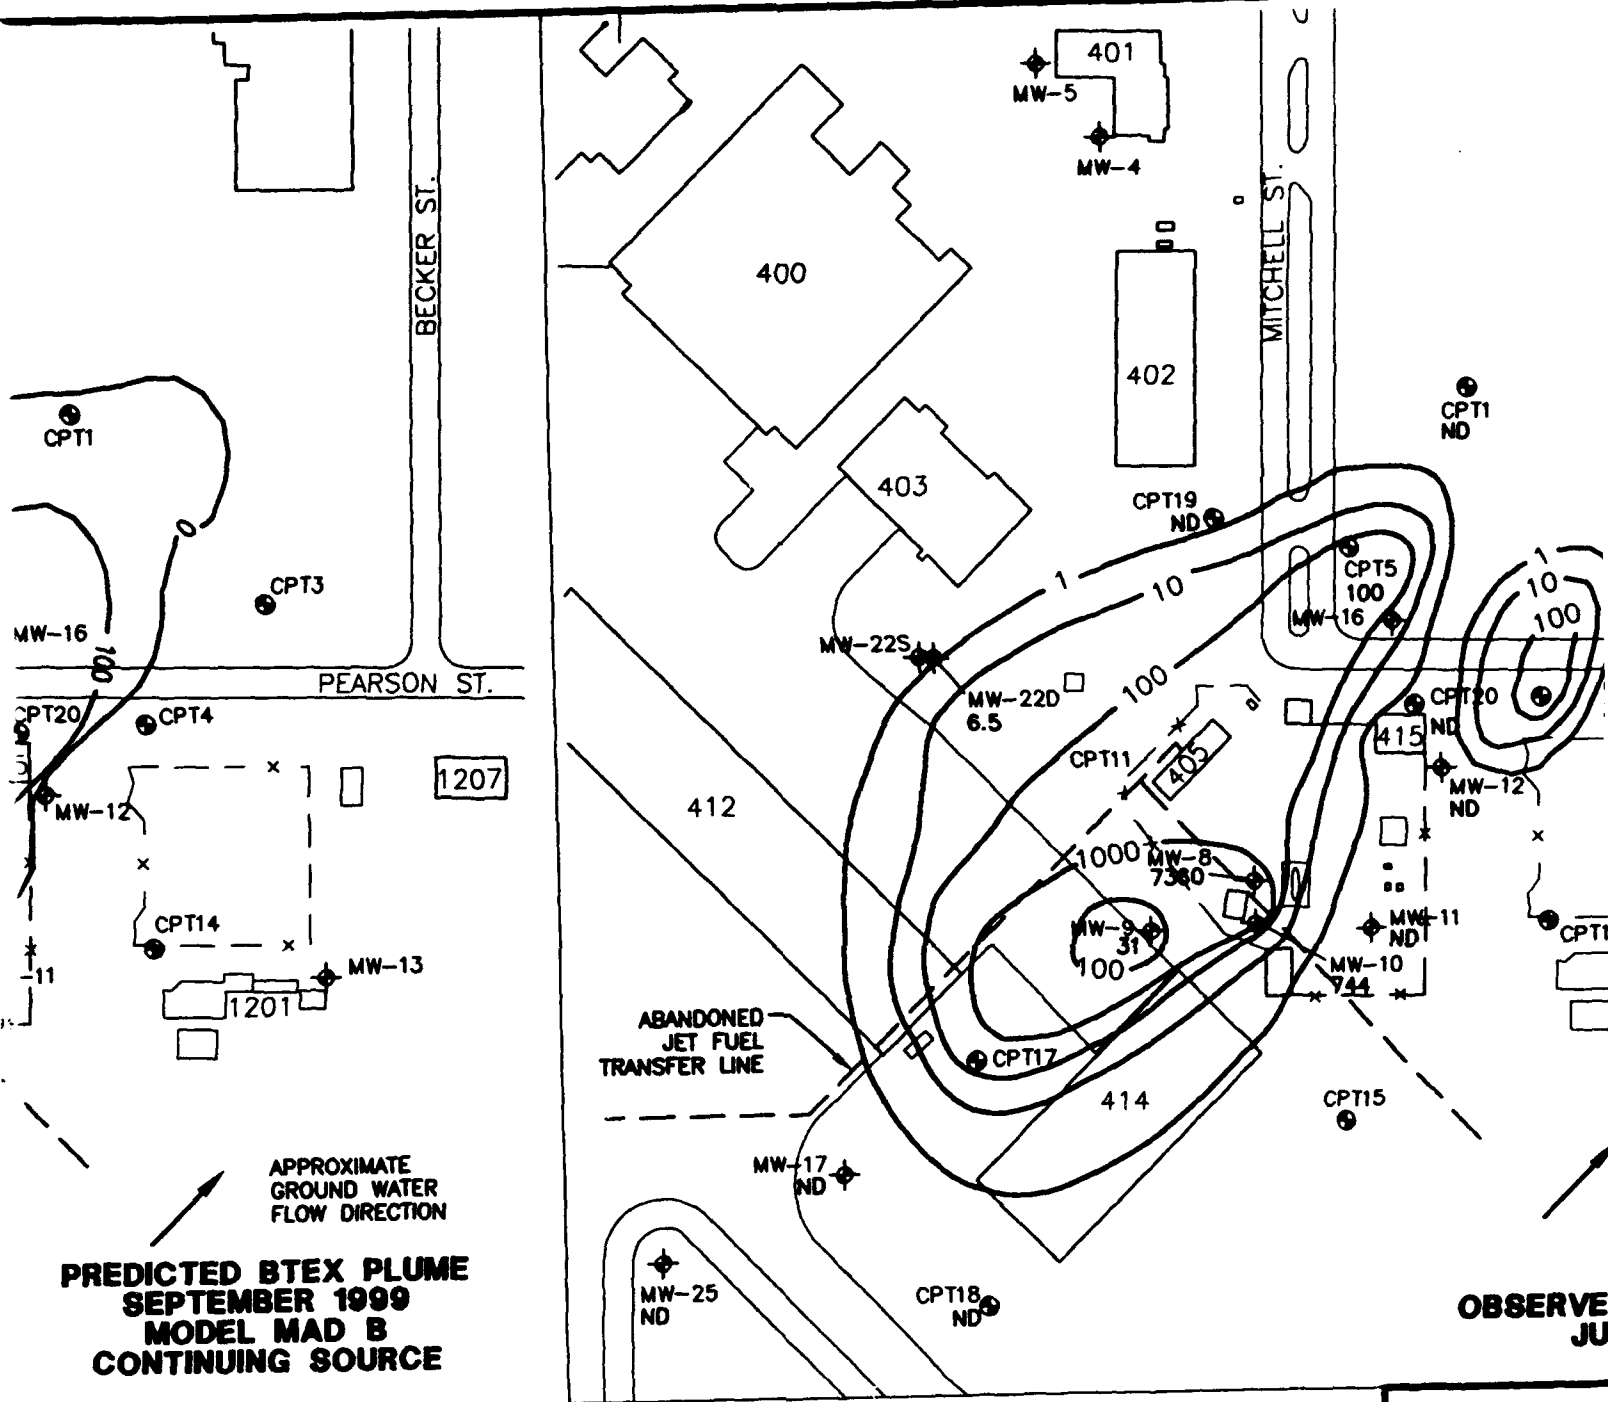 401
MW-5
MW-4
BECKER ST.
MITCHELL ST.
400
402
CPT1
CPT1
ND
403
CPT19
ND
0
1
10
CPT5
100
MW-16
1
10
100
CPT3
MW-16
100
MW-22S
MW-22D
6.5
100
PEARSON ST.
CPT20
CPT4
CPT20
ND
415
CPT11
405
1207
MW-12
MW-12
ND
412
1000
MW-8
7360
MW-9
31
100
MW-11
ND
CPT14
-11
MW-13
MW-10
744
1201
ABANDONED
JET FUEL
TRANSFER LINE
CPT17
414
CPT15
APPROXIMATE
GROUND WATER
FLOW DIRECTION
MW-17
ND
PREDICTED BTEX PLUME
SEPTEMBER 1999
MODEL MAD B
CONTINUING SOURCE
MW-25
ND
CPT18
ND
OBSERVE
JU
CPT1